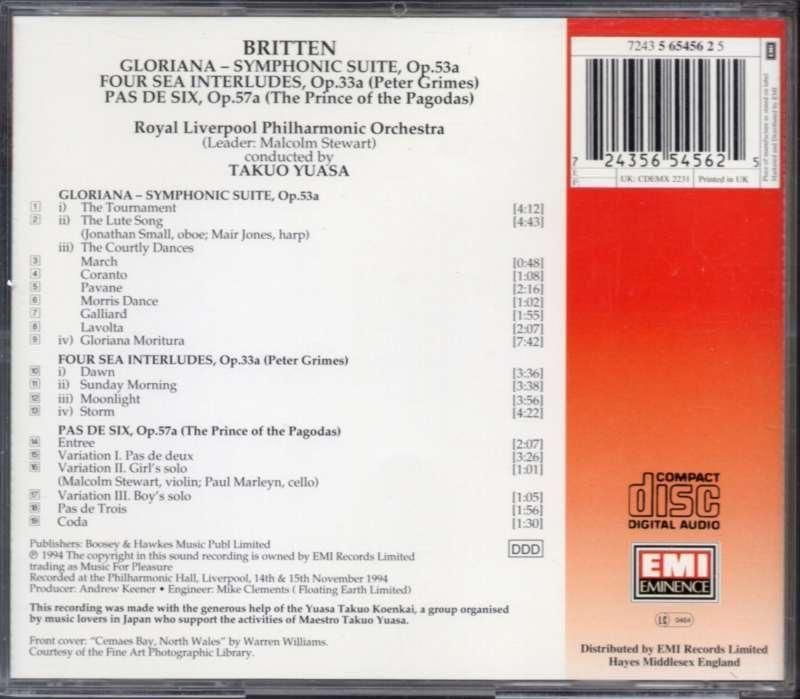 BRITTEN
GLORIANA – SYMPHONIC SUITE, Op.53a
FOUR SEA INTERLUDES, Op.33a (Peter Grimes)
PAS DE SIX, Op.57a (The Prince of the Pagodas)
Royal Liverpool Philharmonic Orchestra
(Leader: Malcolm Stewart)
conducted by
TAKUO YUASA
GLORIANA – SYMPHONIC SUITE, Op.53a
1 i) The Tournament [4:12]
2 ii) The Lute Song [4:43]
(Jonathan Small, oboe; Mair Jones, harp)
iii) The Courtly Dances
3 March [0:48]
4 Coranto [1:08]
5 Pavane [2:16]
6 Morris Dance [1:02]
7 Galliard [1:55]
8 Lavolta [2:07]
9 iv) Gloriana Moritura [7:42]
FOUR SEA INTERLUDES, Op.33a (Peter Grimes)
10 i) Dawn [3:36]
11 ii) Sunday Morning [3:38]
12 iii) Moonlight [3:56]
13 iv) Storm [4:22]
PAS DE SIX, Op.57a (The Prince of the Pagodas)
14 Entree [2:07]
15 Variation I. Pas de deux [3:26]
16 Variation II. Girl's solo [1:01]
(Malcolm Stewart, violin; Paul Marleyn, cello)
17 Variation III. Boy's solo [1:05]
18 Pas de Trois [1:56]
19 Coda [1:30]
Publishers: Boosey & Hawkes Music Publ Limited
℗ 1994 The copyright in this sound recording is owned by EMI Records Limited
trading as Music For Pleasure
Recorded at the Philharmonic Hall, Liverpool, 14th & 15th November 1994
Producer: Andrew Keener • Engineer: Mike Clements ( Floating Earth Limited)
DDD
This recording was made with the generous help of the Yuasa Takuo Koenkai, a group organised
by music lovers in Japan who support the activities of Maestro Takuo Yuasa.
Front cover: "Cemaes Bay, North Wales" by Warren Williams.
Courtesy of the Fine Art Photographic Library.
7243 5 65456 2 5
7 24356 54562 5
UK: CDEMX 2231 Printed in UK
EMI
Place of manufacture as stated on label
Marketed and Distributed by EMI
COMPACT
disc
DIGITAL AUDIO
EMI
EMINENCE
LC 0464
Distributed by EMI Records Limited
Hayes Middlesex England